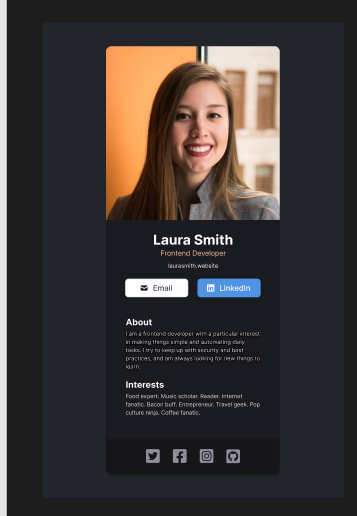 Laura Smith
Frontend Developer
laurasmith.website
Email
LinkedIn
About
I am a frontend developer with a particular interest
in making things simple and automating daily
tasks. I try to keep up with security and best
practices, and am always looking for new things to
learn.
Interests
Food expert. Music scholar. Reader. Internet
fanatic. Bacon buff. Entrepreneur. Travel geek. Pop
culture ninja. Coffee fanatic.